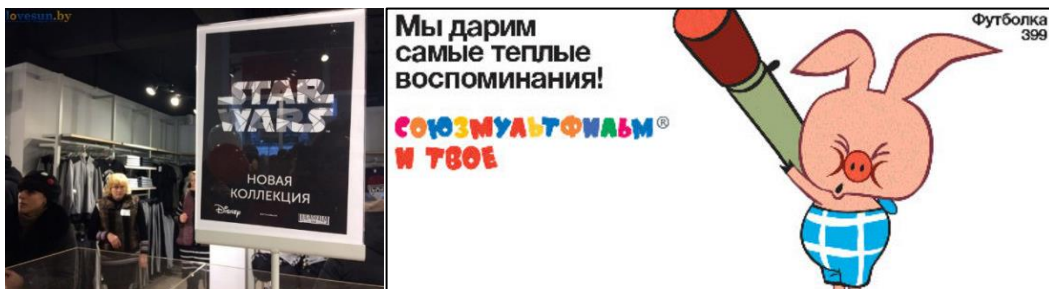 lovesun.by
STAR
WARS
НОВАЯ
КОЛЛЕКЦИЯ
Disney
Мы дарим
самые теплые
воспоминания!
СОЮЗМУЛЬТФИЛЬМ®
И ТВОЕ
Футболка
399